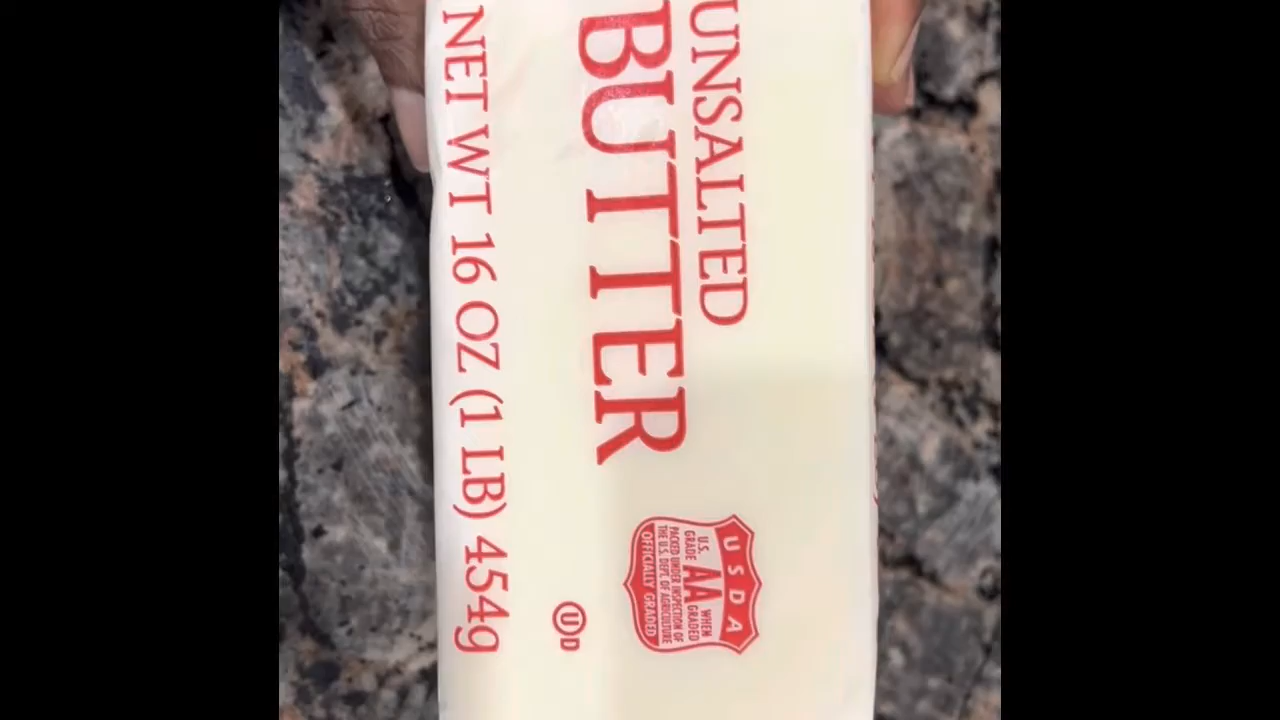 UNSALTED
BUTTER
NET WT 16 OZ (1 LB) 454g
USDA
U.S. GRADE AA WHEN GRADED
PACKED UNDER INSPECTION OF
THE U.S. DEPT. OF AGRICULTURE
OFFICIALLY GRADED
U D